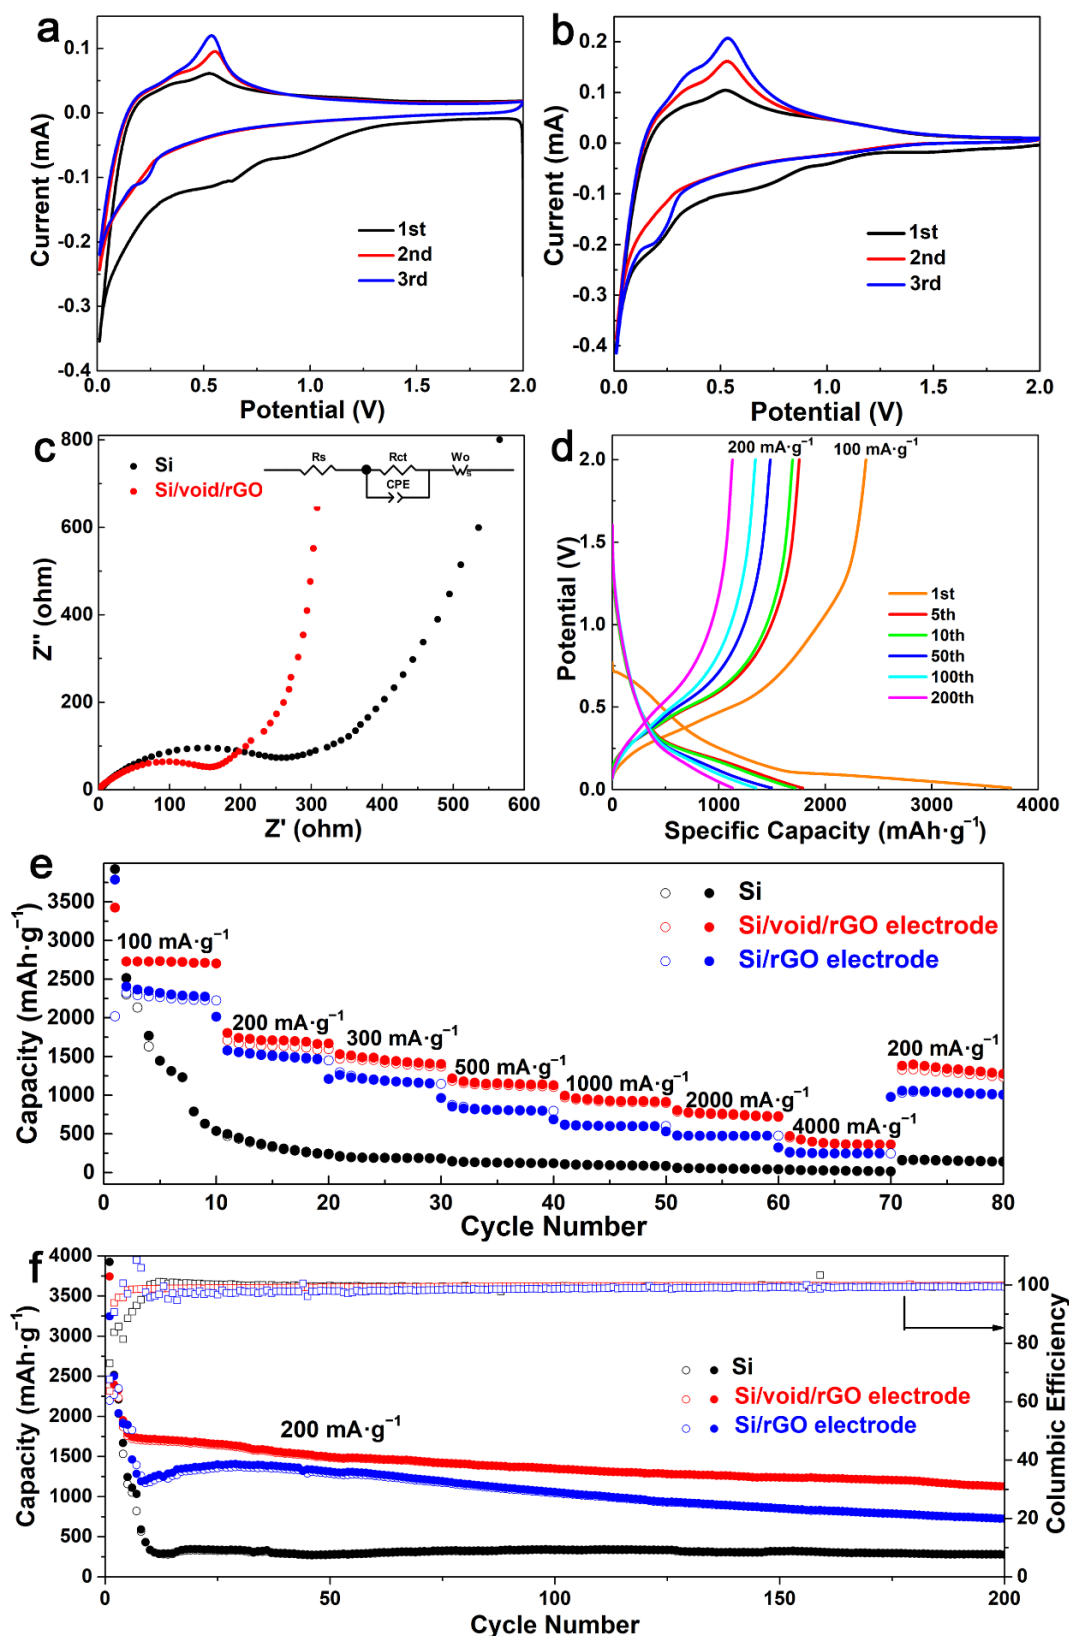 a
0.1
0.0
-0.1
-0.2
-0.3
-0.4
Current (mA)
1st
2nd
3rd
0.0 0.5 1.0 1.5 2.0
Potential (V)
b
0.2
0.1
0.0
-0.1
-0.2
-0.3
-0.4
Current (mA)
1st
2nd
3rd
0.0 0.5 1.0 1.5 2.0
Potential (V)
c
800
600
400
200
0
Z'' (ohm)
Si
Si/void/rGO
Rs Rct Wo
CPE s
0 100 200 300 400 500 600
Z' (ohm)
d
2.0
1.5
1.0
0.5
0.0
Potential (V)
200 mA·g⁻¹ 100 mA·g⁻¹
1st
5th
10th
50th
100th
200th
0 1000 2000 3000 4000
Specific Capacity (mAh·g⁻¹)
e
3500
3000
2500
2000
1500
1000
500
0
Capacity (mAh·g⁻¹)
Si
Si/void/rGO electrode
Si/rGO electrode
100 mA·g⁻¹
200 mA·g⁻¹
300 mA·g⁻¹
500 mA·g⁻¹
1000 mA·g⁻¹
2000 mA·g⁻¹
4000 mA·g⁻¹
200 mA·g⁻¹
0 10 20 30 40 50 60 70 80
Cycle Number
f
4000
3500
3000
2500
2000
1500
1000
500
0
Capacity (mAh·g⁻¹)
Si
Si/void/rGO electrode
Si/rGO electrode
200 mA·g⁻¹
100
80
60
40
20
0
Columbic Efficiency
0 50 100 150 200
Cycle Number